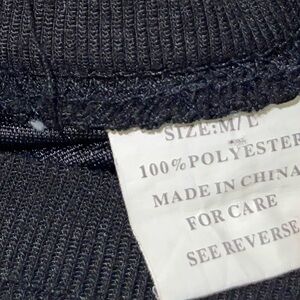 SIZE:M/L
100%POLYESTER
MADE IN CHINA
FOR CARE
SEE REVERSE